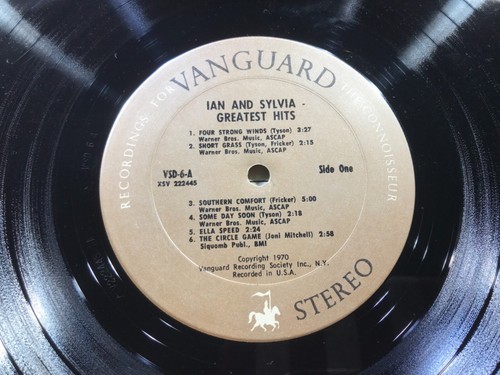 RECORDINGS FOR VANGUARD THE CONNOISSEUR
IAN AND SYLVIA -
GREATEST HITS
1. FOUR STRONG WINDS (Tyson) 3:27
Warner Bros. Music, ASCAP
2. SHORT GRASS (Tyson, Fricker) 2:15
Warner Bros. Music, ASCAP
VSD-6-A
XSV 222445
Side One
3. SOUTHERN COMFORT (Fricker) 5:00
Warner Bros. Music, ASCAP
4. SOME DAY SOON (Tyson) 2:18
Warner Bros. Music, ASCAP
5. ELLA SPEED 2:24
6. THE CIRCLE GAME (Joni Mitchell) 2:58
Siquomb Publ., BMI
Copyright 1970
Vanguard Recording Society Inc., N.Y.
Recorded in U.S.A.
STEREO